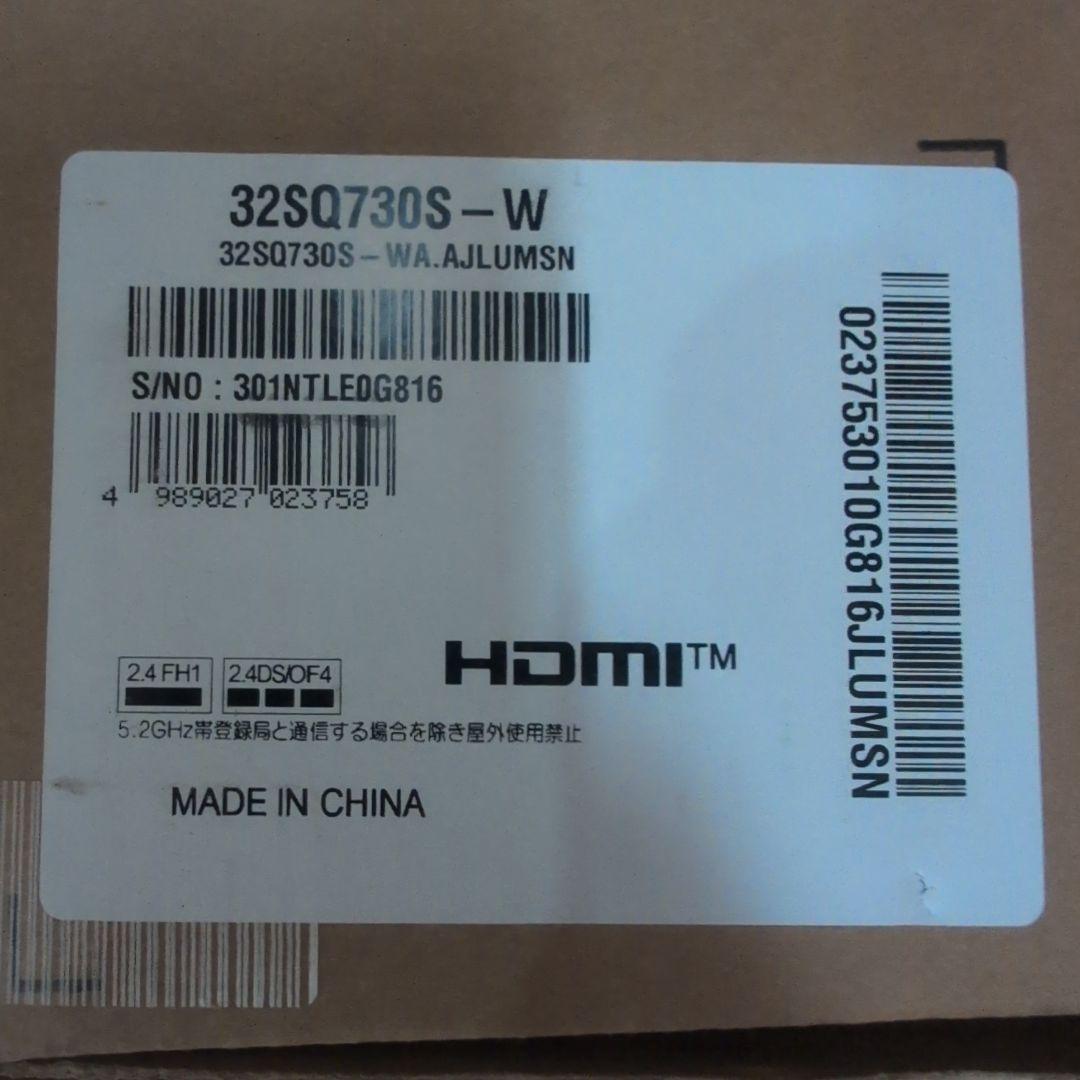 32SQ730S-W
32SQ730S-WA.AJLUMSN
S/NO : 301NTLE0G816
4 989027 023758
023753010G816JLUMSN
HDMI™
2.4 FH1
2.4DS/OF4
5.2GHz帯登録局と通信する場合を除き屋外使用禁止
MADE IN CHINA